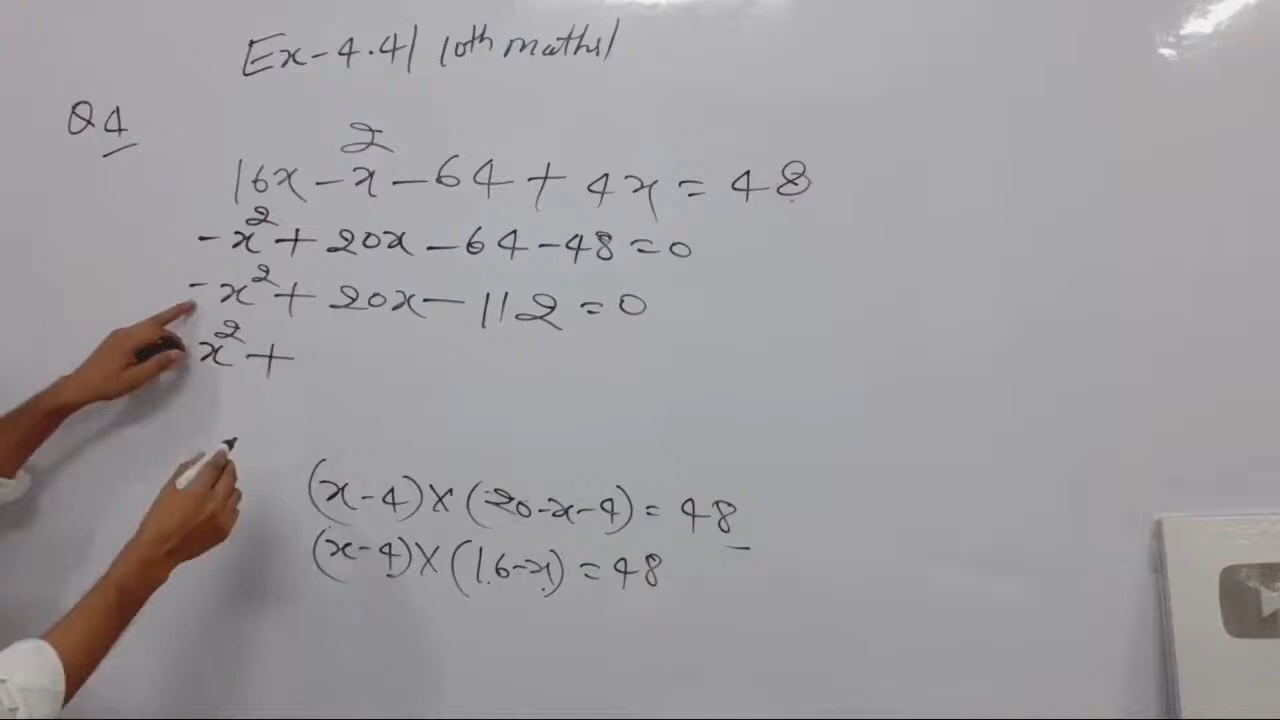 Ex-4.4| 10th maths|
Q4
16x - x² - 64 + 4x = 48
- x² + 20x - 64 - 48 = 0
- x² + 20x - 112 = 0
x² +
(x-4) × (20-x-4) = 48
(x-4) × (16-x) = 48